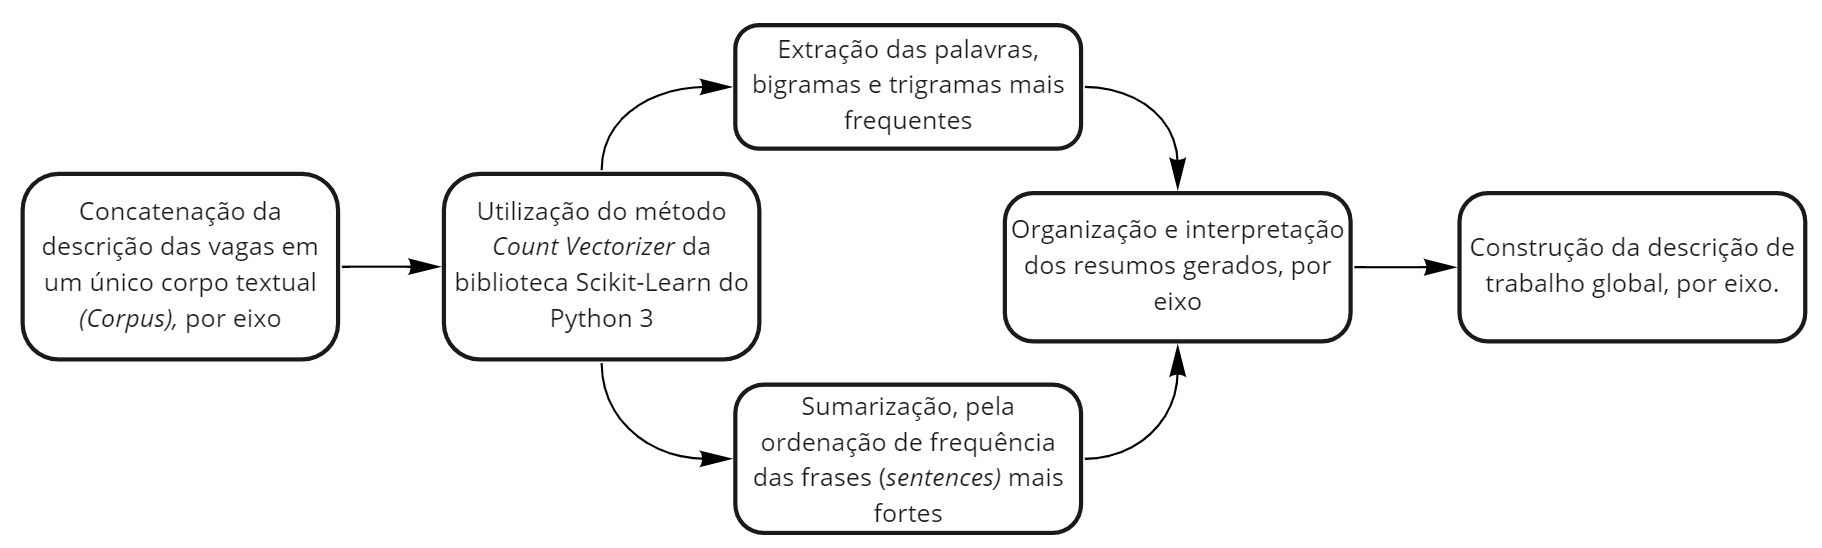 Concatenação da
descrição das vagas em
um único corpo textual
(Corpus), por eixo
Utilização do método
Count Vectorizer da
biblioteca Scikit-Learn do
Python 3
Extração das palavras,
bigramas e trigramas mais
frequentes
Sumarização, pela
ordenação de frequência
das frases (sentences) mais
fortes
Organização e interpretação
dos resumos gerados, por
eixo
Construção da descrição de
trabalho global, por eixo.